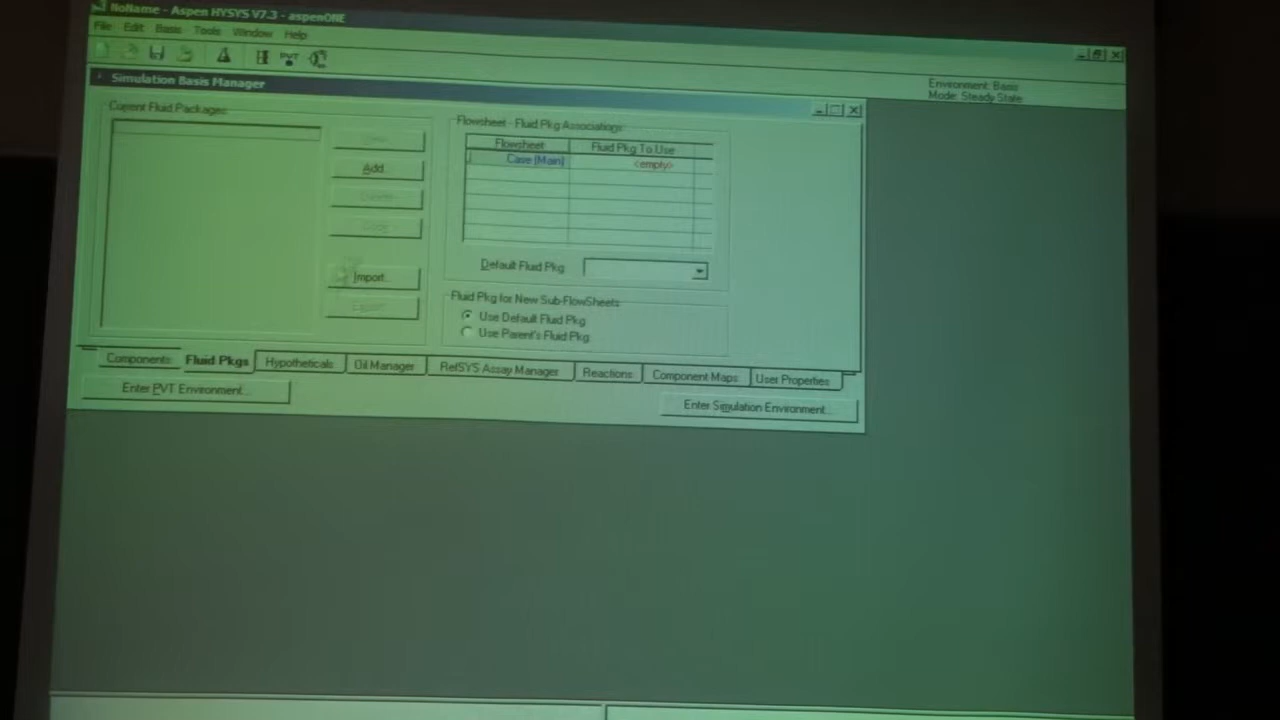 NoName - Aspen HYSYS V7.3 - aspenONE
File Edit Basis Tools Window Help
PVT
Environment: Basis
Mode: Steady State
Simulation Basis Manager
Current Fluid Packages
Add...
Import...
Flowsheet - Fluid Pkg Associations
Flowsheet Fluid Pkg To Use
Case (Main) <empty>
Default Fluid Pkg
Fluid Pkg for New Sub-FlowSheets
Use Default Fluid Pkg
Use Parent's Fluid Pkg
Components Fluid Pkgs Hypotheticals Oil Manager RefSYS Assay Manager Reactions Component Maps User Properties
Enter PVT Environment...
Enter Simulation Environment...